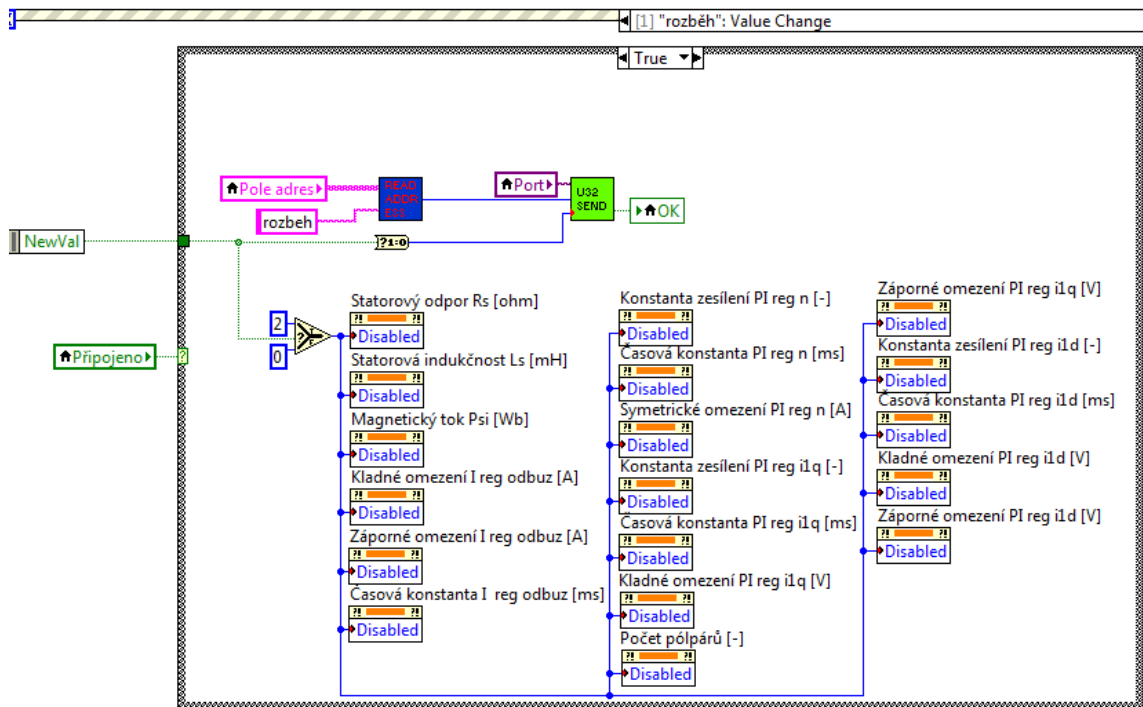 [1] "rozběh": Value Change
True
Pole adres
READ
ADDR
ESS
Port
U32
SEND
OK
rozbeh
NewVal
?1:0
Připojeno
?
2
0
?
T
F
Statorový odpor Rs [ohm]
?! ?!
Disabled
Statorová indukčnost Ls [mH]
?! ?!
Disabled
Magnetický tok Psi [Wb]
?! ?!
Disabled
Kladné omezení I reg odbuz [A]
?! ?!
Disabled
Záporné omezení I reg odbuz [A]
?! ?!
Disabled
Časová konstanta I  reg odbuz [ms]
?! ?!
Disabled
Konstanta zesílení PI reg n [-]
?! ?!
Disabled
Časová konstanta PI reg n [ms]
?! ?!
Disabled
Symetrické omezení PI reg n [A]
?! ?!
Disabled
Konstanta zesílení PI reg i1q [-]
?! ?!
Disabled
Časová konstanta PI reg i1q [ms]
?! ?!
Disabled
Kladné omezení PI reg i1q [V]
?! ?!
Disabled
Počet pólpárů [-]
?! ?!
Disabled
Záporné omezení PI reg i1q [V]
?! ?!
Disabled
Konstanta zesílení PI reg i1d [-]
?! ?!
Disabled
Časová konstanta PI reg i1d [ms]
?! ?!
Disabled
Kladné omezení PI reg i1d [V]
?! ?!
Disabled
Záporné omezení PI reg i1d [V]
?! ?!
Disabled